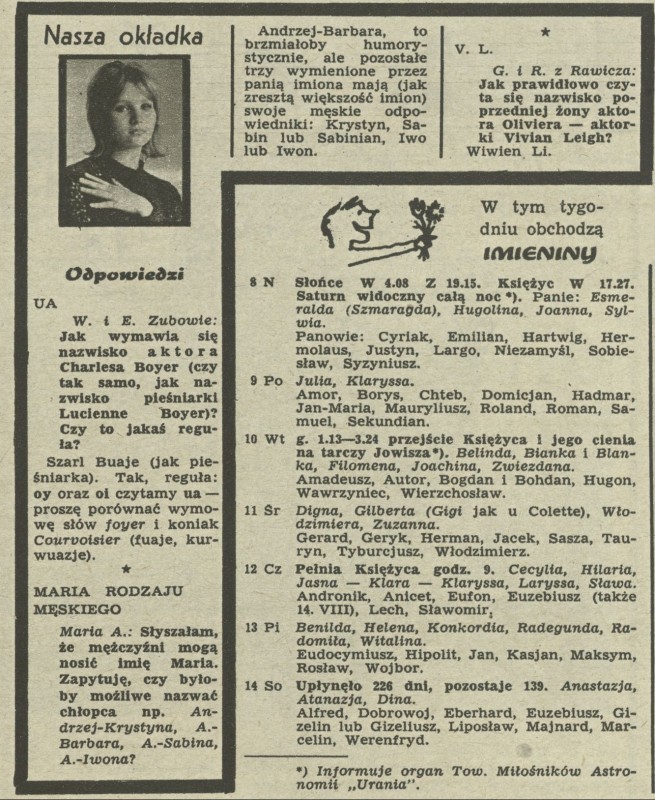 Nasza okładka
Odpowiedzi
UA
W. i E. Zubowie:
Jak wymawia się
nazwisko aktora
Charlesa Boyer (czy
tak samo, jak na-
zwisko pieśniarki
Lucienne Boyer)?
Czy to jakaś regu-
ła?
Szarl Buaje (jak pie-
śniarka). Tak, reguła:
oy oraz oi czytamy ua —
proszę porównać wymo-
wę słów foyer i koniak
Courvoisier (fuaje, kur-
wuazje).
*
MARIA RODZAJU
MĘSKIEGO
Maria A.: Słyszałam,
że mężczyźni mogą
nosić imię Maria.
Zapytuję, czy było-
by możliwe nazwać
chłopca np. An-
drzej-Krystyna, A.-
Barbara, A.-Sabina,
A.-Iwona?
Andrzej-Barbara, to
brzmiałoby humory-
stycznie, ale pozostałe
trzy wymienione przez
panią imiona mają (jak
zresztą większość imion)
swoje męskie odpo-
wiedniki: Krystyn, Sa-
bin lub Sabinian, Iwo
lub Iwon.
*
V. L.
G. i R. z Rawicza:
Jak prawidłowo czy-
ta się nazwisko po-
przedniej żony akto-
ra Oliviera — aktor-
ki Vivian Leigh?
Wiwien Li.
W tym tygo-
dniu obchodzą
IMIENINY
8 N Słońce W 4.08 Z 19.15. Księżyc W 17.27.
Saturn widoczny całą noc *). Panie: Esme-
ralda (Szmaragda), Hugolina, Joanna, Syl-
wia.
Panowie: Cyriak, Emilian, Hartwig, Her-
molaus, Justyn, Largo, Niezamyśl, Sobie-
sław, Syzyniusz.
9 Po Julia, Klaryssa.
Amor, Borys, Chteb, Domicjan, Hadmar,
Jan-Maria, Mauryliusz, Roland, Roman, Sa-
muel, Sekundian.
10 Wt g. 1.13—3.24 przejście Księżyca i jego cienia
na tarczy Jowisza*). Belinda, Bianka i Blan-
ka, Filomena, Joachina, Zwiezdana.
Amadeusz, Autor, Bogdan i Bohdan, Hugon,
Wawrzyniec, Wierzchosław.
11 Śr Digna, Gilberta (Gigi jak u Colette), Wło-
dzimiera, Zuzanna.
Gerard, Geryk, Herman, Jacek, Sasza, Tau-
ryn, Tyburcjusz, Włodzimierz.
12 Cz Pełnia Księżyca godz. 9. Cecylia, Hilaria,
Jasna — Klara — Klaryssa, Laryssa, Sława.
Andronik, Anicet, Eufon, Euzebiusz (także
14. VIII), Lech, Sławomir.
13 Pi Benilda, Helena, Konkordia, Radegunda, Ra-
domiła, Witalina.
Eudocymiusz, Hipolit, Jan, Kasjan, Maksym,
Rosław, Wojbor.
14 So Upłynęło 226 dni, pozostaje 139. Anastazja,
Atanazja, Dina.
Alfred, Dobrowoj, Eberhard, Euzebiusz, Gi-
zelin lub Gizeliusz, Liposław, Majnard, Mar-
celin, Werenfryd.
*) Informuje organ Tow. Miłośników Astro-
nomii „Urania".